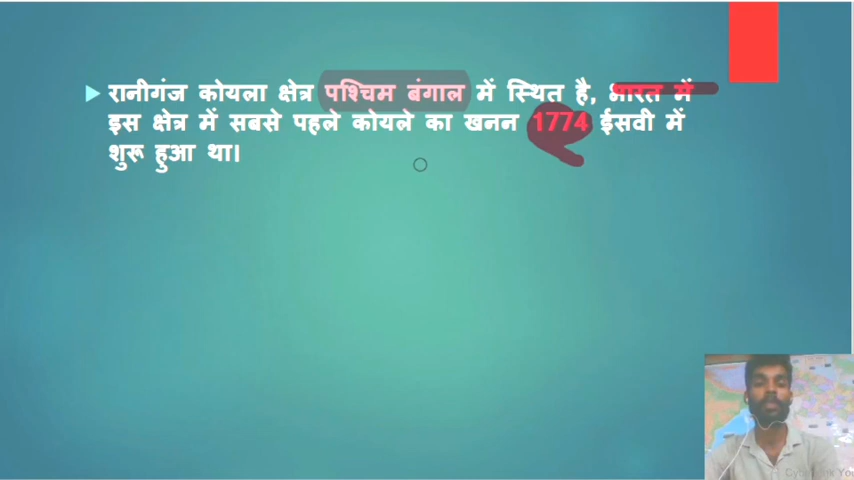 रानीगंज कोयला क्षेत्र पश्चिम बंगाल में स्थित है, भारत में
इस क्षेत्र में सबसे पहले कोयले का खनन 1774 ईसवी में
शुरू हुआ था।